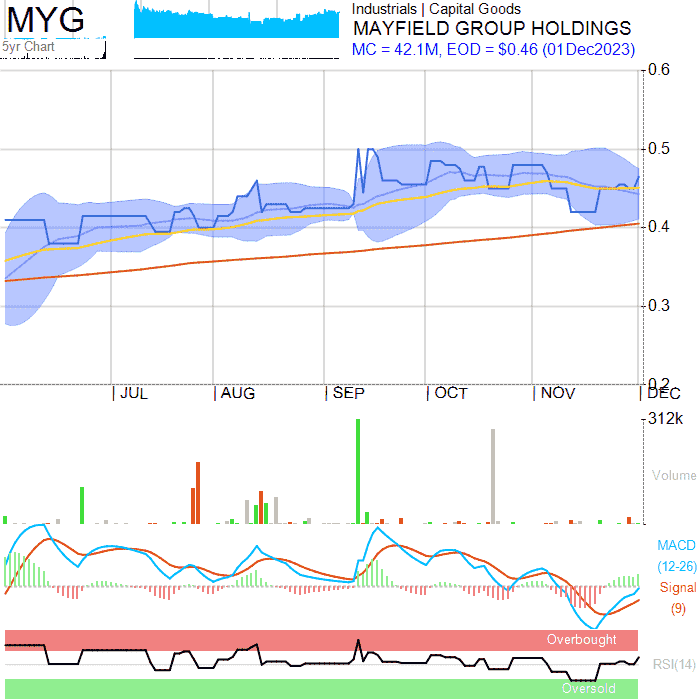 MYG
5yr Chart
Industrials | Capital Goods
MAYFIELD GROUP HOLDINGS
MC = 42.1M, EOD = $0.46 (01Dec2023)
0.6
0.5
0.4
0.3
0.2
| JUL | AUG | SEP | OCT | NOV | DEC
312K
Volume
MACD
(12-26)
Signal
(9)
Overbought
RSI(14)
Oversold